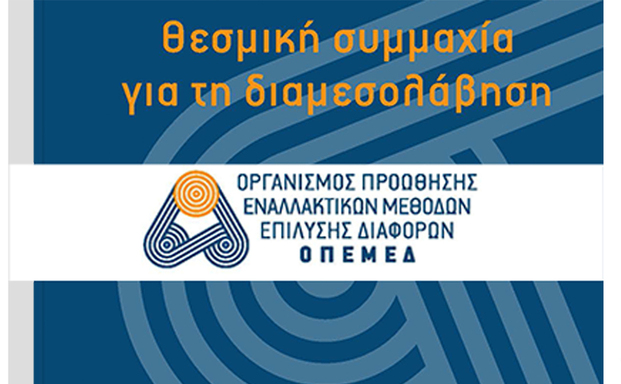 Θεσμική συμμαχία
για τη διαμεσολάβηση
ΟΡΓΑΝΙΣΜΟΣ ΠΡΟΩΘΗΣΗΣ
ΕΝΑΛΛΑΚΤΙΚΩΝ ΜΕΘΟΔΩΝ
ΕΠΙΛΥΣΗΣ ΔΙΑΦΟΡΩΝ
ΟΠΕΜΕΔ